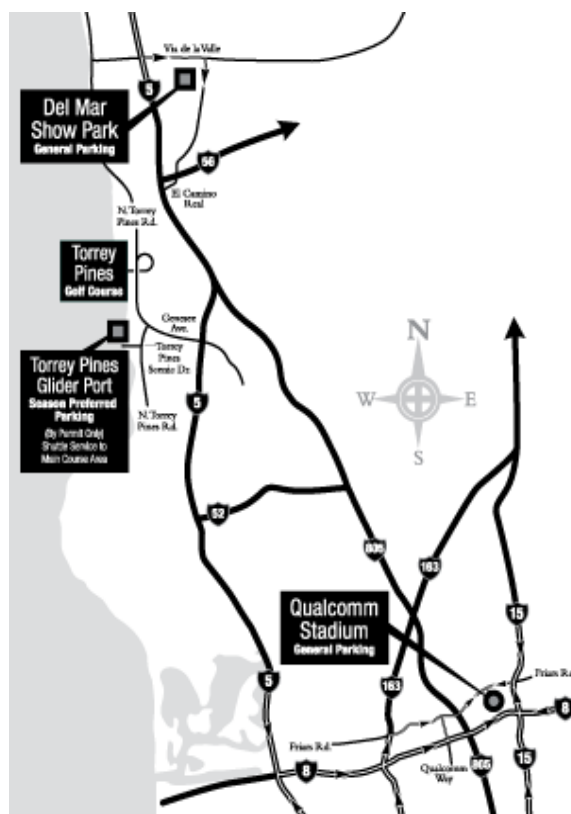 Via de la Valle
5
Del Mar
Show Park
General Parking
56
El Camino
Real
N. Torrey
Pines Rd.
Torrey
Pines
Golf Course
Genesee
Ave.
Torrey
Pines
Scenic Dr.
Torrey Pines
Glider Port
Season Preferred
Parking
(By Permit Only)
Shuttle Service to
Main Course Area
N. Torrey
Pines Rd.
N
W
E
S
5
52
805
163
Qualcomm
Stadium
General Parking
15
5
163
Friars Rd.
8
Friars Rd.
8
Qualcomm
Way
805
15